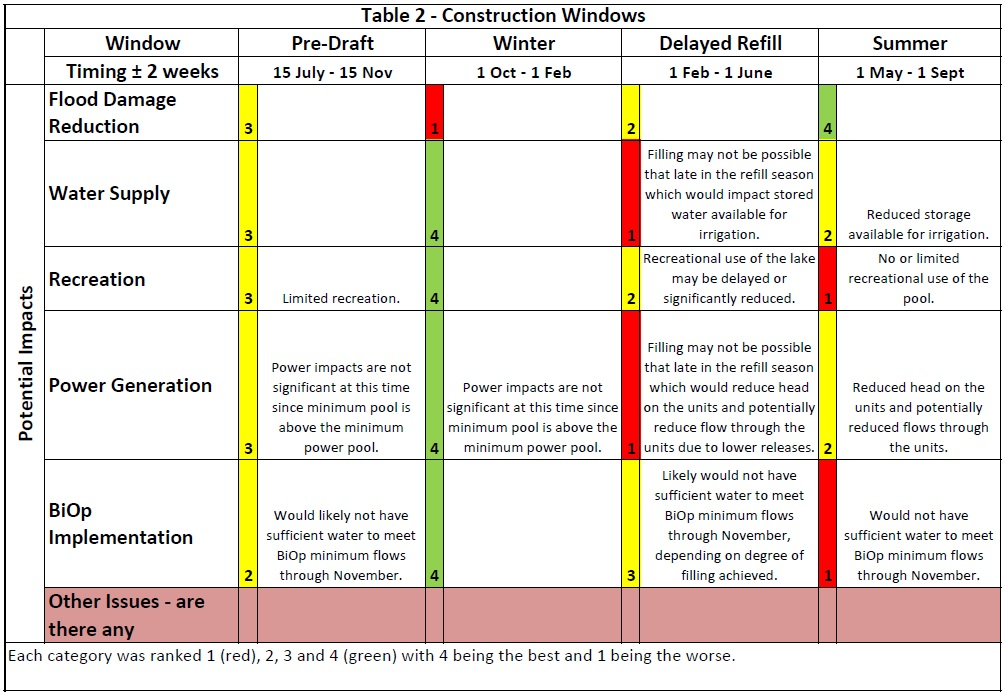 Table 2 - Construction Windows
Window Pre-Draft Winter Delayed Refill Summer
Timing ± 2 weeks 15 July - 15 Nov 1 Oct - 1 Feb 1 Feb - 1 June 1 May - 1 Sept
Potential Impacts
Flood Damage
Reduction
3
1
2
4
Water Supply
3
4
1
Filling may not be possible
that late in the refill season
which would impact stored
water available for
irrigation.
2
Reduced storage
available for irrigation.
Recreation
3
Limited recreation.
4
2
Recreational use of the lake
may be delayed or
significantly reduced.
1
No or limited
recreational use of the
pool.
Power Generation
3
Power impacts are not
significant at this time
since minimum pool is
above the minimum
power pool.
4
Power impacts are not
significant at this time since
minimum pool is above the
minimum power pool.
1
Filling may not be possible
that late in the refill season
which would reduce head
on the units and potentially
reduce flow through the
units due to lower releases.
2
Reduced head on the
units and potentially
reduced flows through
the units.
BiOp
Implementation
2
Would likely not have
sufficient water to meet
BiOp minimum flows
through November.
4
3
Likely would not have
sufficient water to meet
BiOp minimum flows
through November,
depending on degree of
filling achieved.
1
Would not have
sufficient water to meet
BiOp minimum flows
through November.
Other Issues - are
there any
Each category was ranked 1 (red), 2, 3 and 4 (green) with 4 being the best and 1 being the worse.